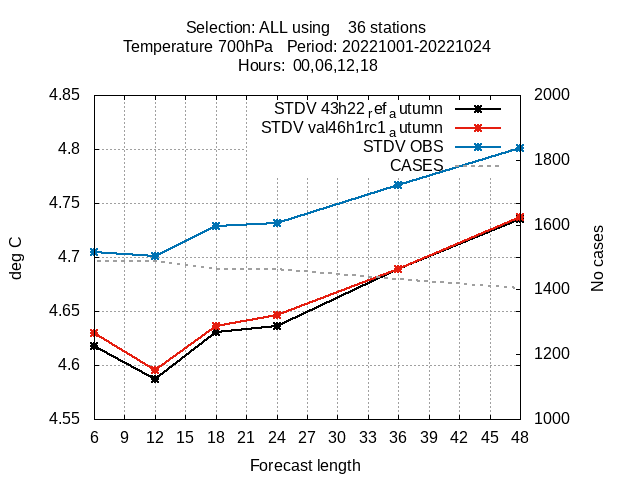 Selection: ALL using    36 stations
Temperature 700hPa   Period: 20221001-20221024
Hours:  00,06,12,18
STDV 43h22_ref_autumn
STDV val46h1rc1_autumn
STDV OBS
CASES
4.85
4.8
4.75
4.7
4.65
4.6
4.55
deg C
2000
1800
1600
1400
1200
1000
No cases
6 9 12 15 18 21 24 27 30 33 36 39 42 45 48
Forecast length